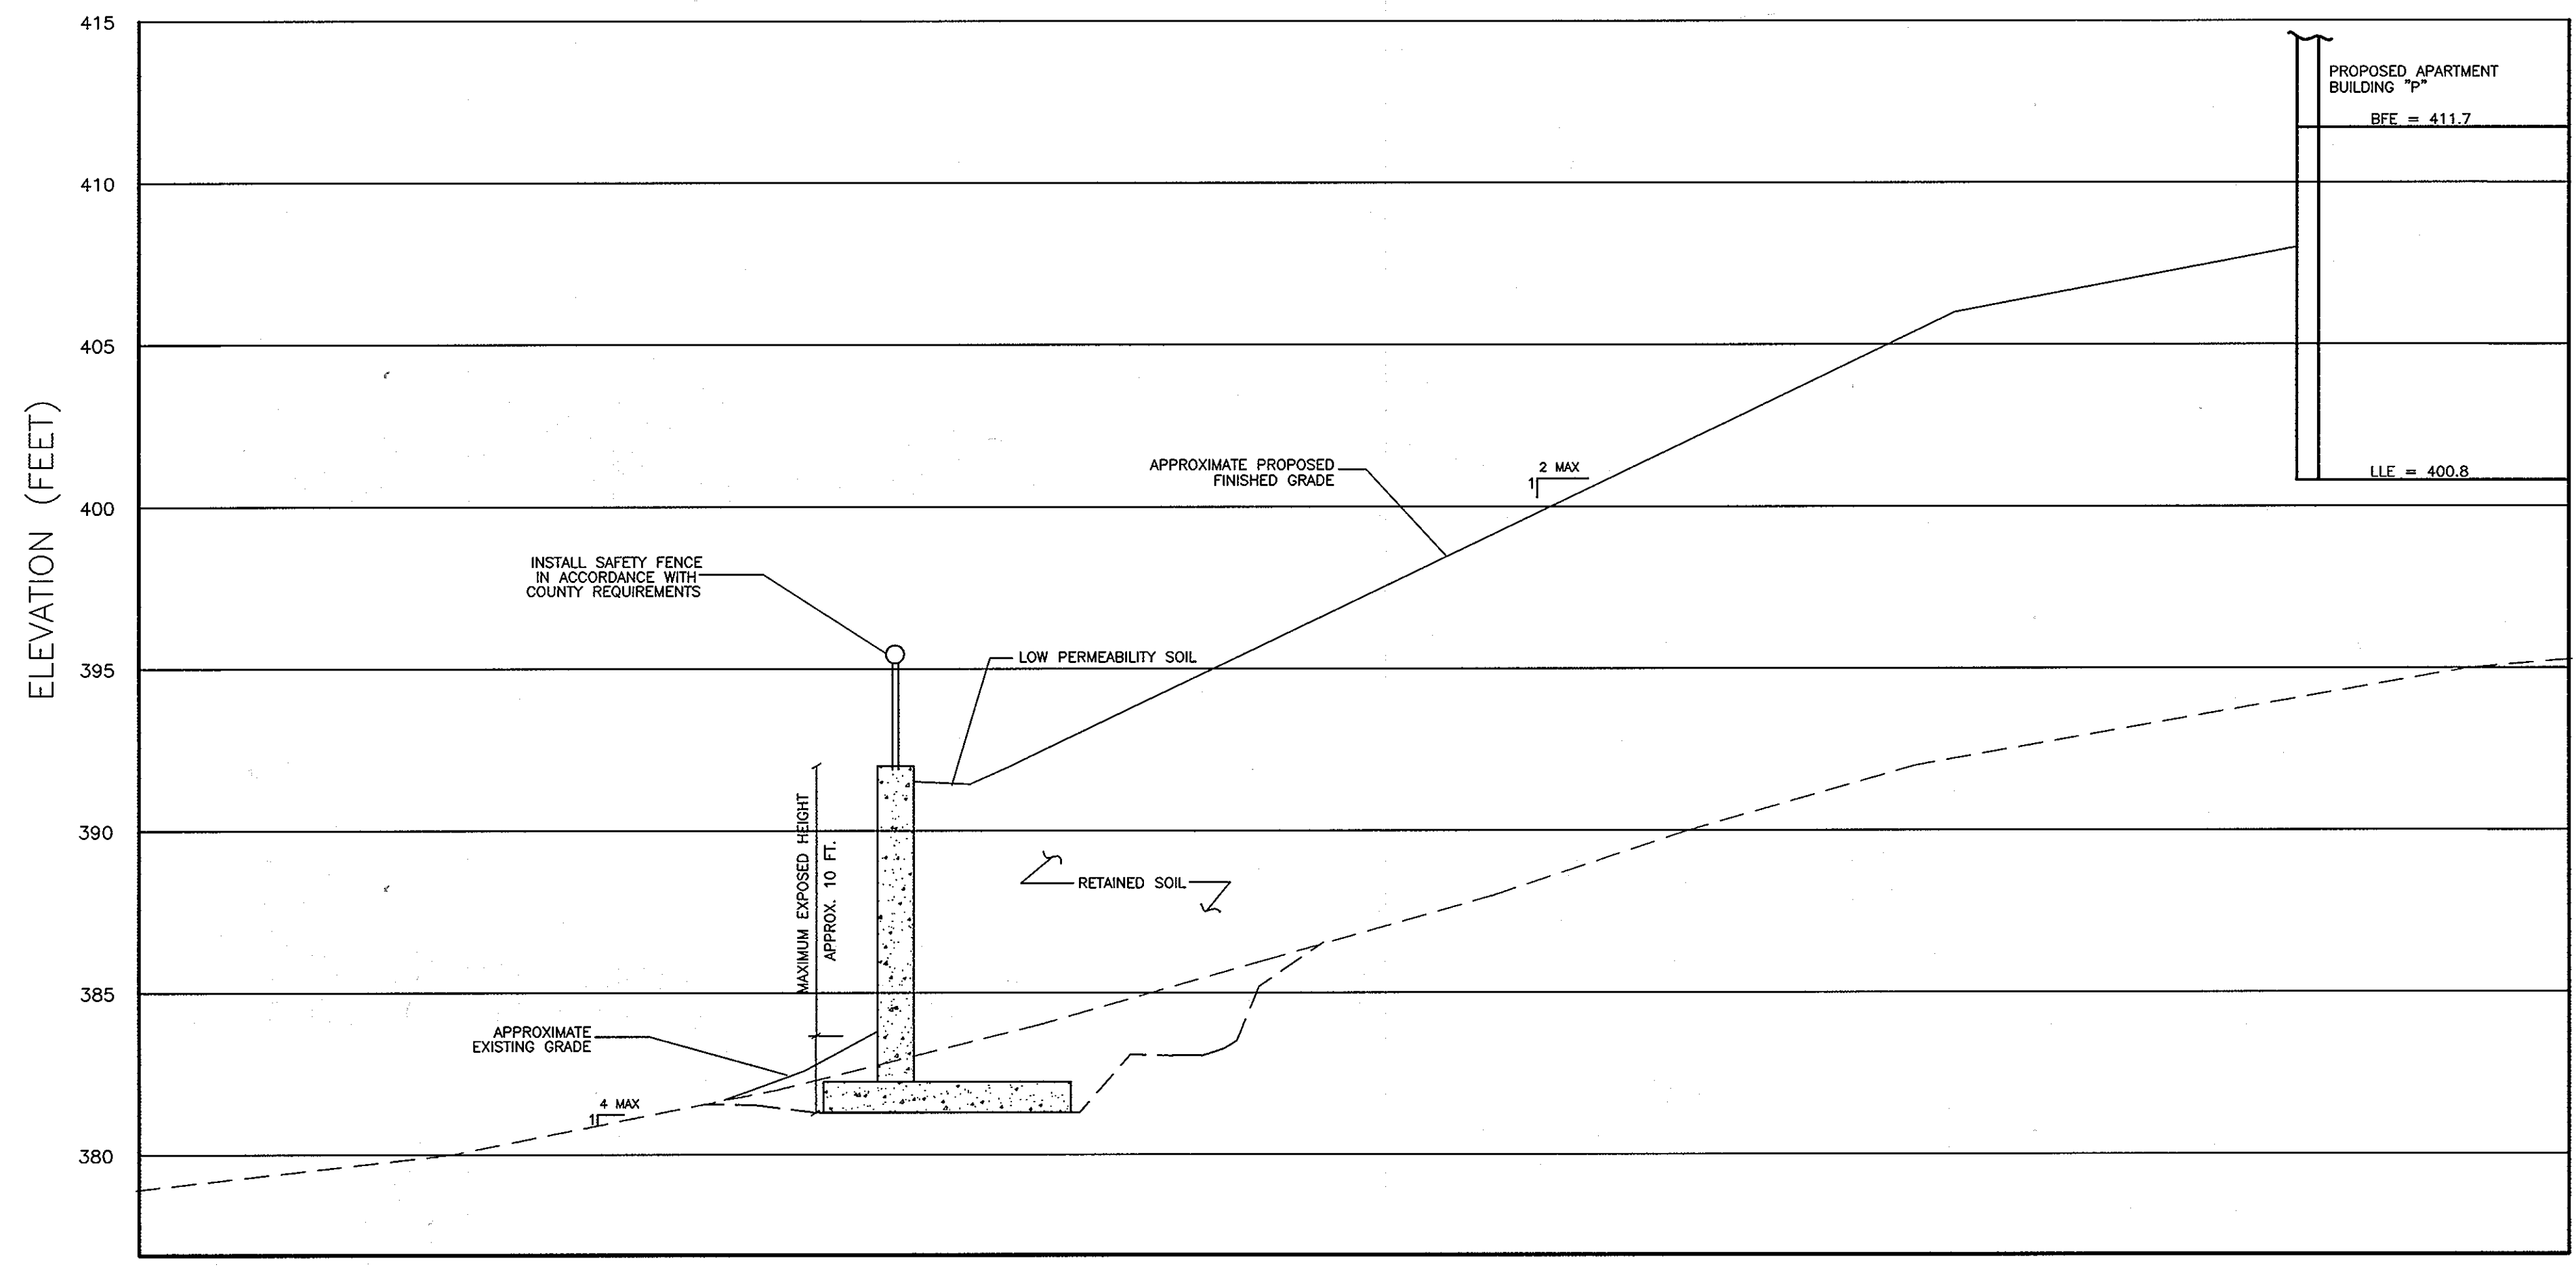 415
PROPOSED APARTMENT
BUILDING "P"
BFE = 411.7
410
405
ELEVATION (FEET)
APPROXIMATE PROPOSED
FINISHED GRADE
2 MAX
1
LLE = 400.8
400
INSTALL SAFETY FENCE
IN ACCORDANCE WITH
COUNTY REQUIREMENTS
LOW PERMEABILITY SOIL
395
MAXIMUM EXPOSED HEIGHT
APPROX. 10 FT.
390
RETAINED SOIL
385
APPROXIMATE
EXISTING GRADE
4 MAX
1
380